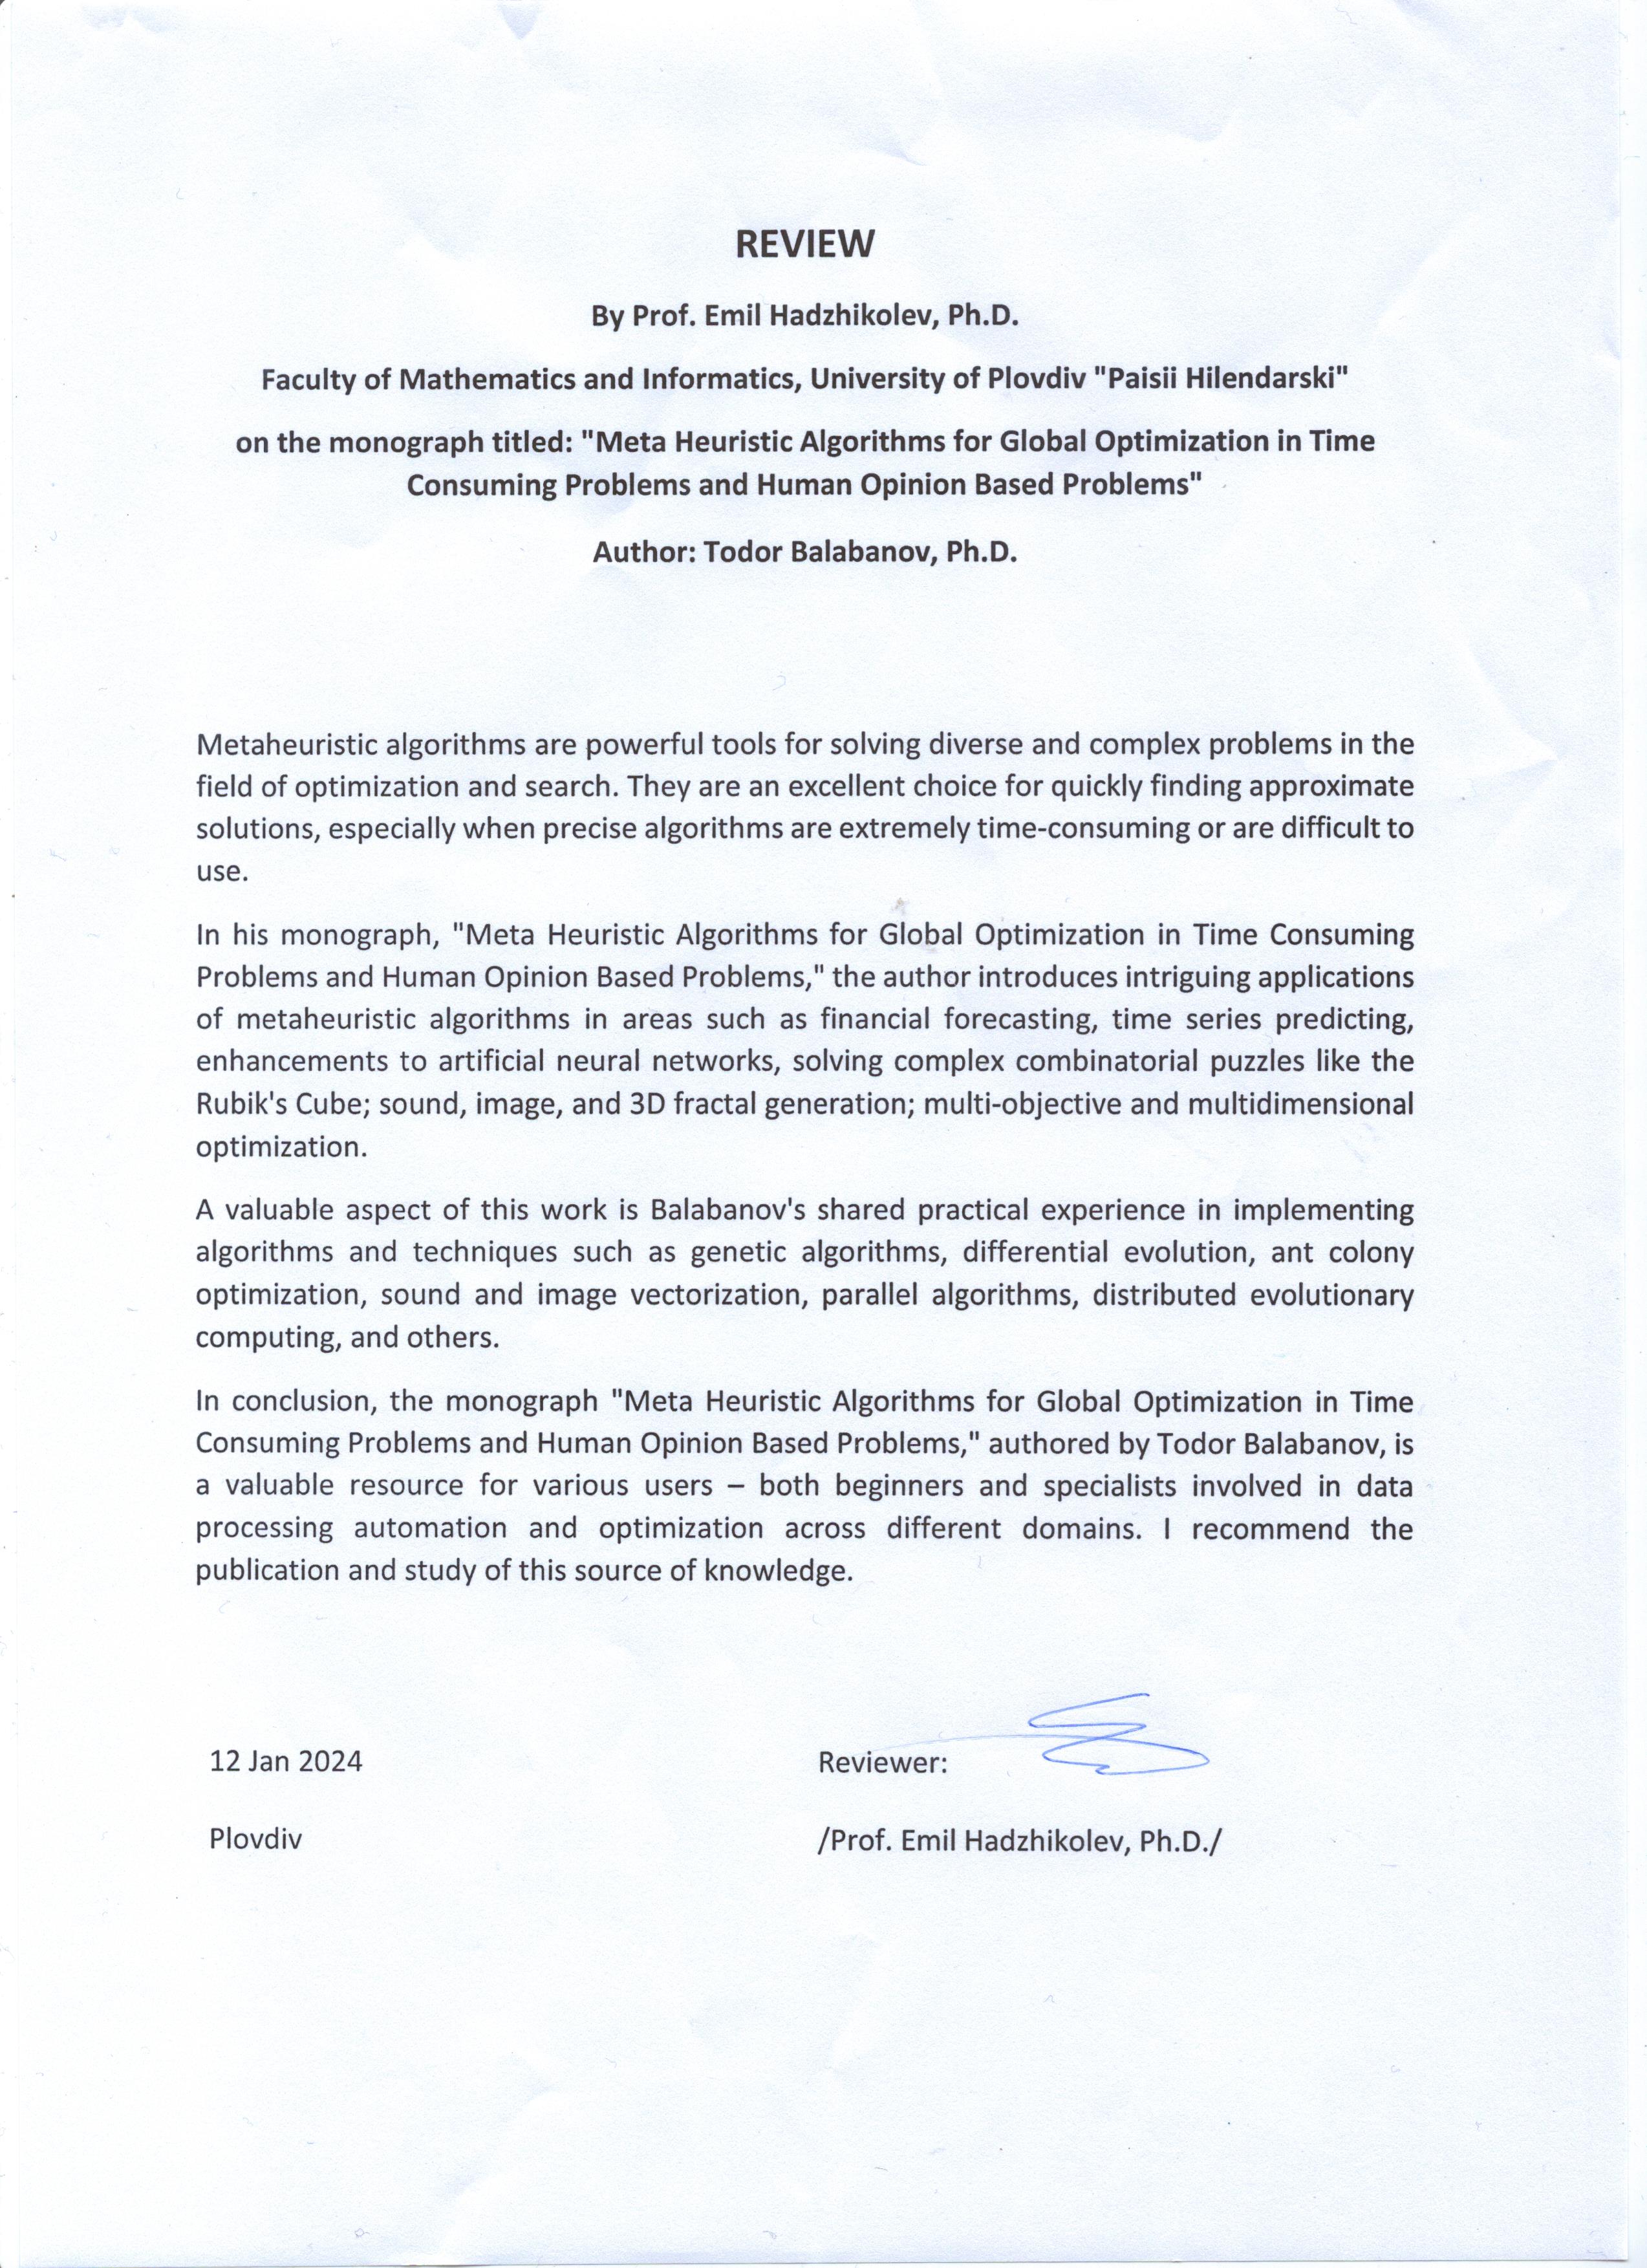 REVIEW
By Prof. Emil Hadzhikolev, Ph.D.
Faculty of Mathematics and Informatics, University of Plovdiv "Paisii Hilendarski"
on the monograph titled: "Meta Heuristic Algorithms for Global Optimization in Time
Consuming Problems and Human Opinion Based Problems"
Author: Todor Balabanov, Ph.D.
Metaheuristic algorithms are powerful tools for solving diverse and complex problems in the
field of optimization and search. They are an excellent choice for quickly finding approximate
solutions, especially when precise algorithms are extremely time-consuming or are difficult to
use.
In his monograph, "Meta Heuristic Algorithms for Global Optimization in Time Consuming
Problems and Human Opinion Based Problems," the author introduces intriguing applications
of metaheuristic algorithms in areas such as financial forecasting, time series predicting,
enhancements to artificial neural networks, solving complex combinatorial puzzles like the
Rubik's Cube; sound, image, and 3D fractal generation; multi-objective and multidimensional
optimization.
A valuable aspect of this work is Balabanov's shared practical experience in implementing
algorithms and techniques such as genetic algorithms, differential evolution, ant colony
optimization, sound and image vectorization, parallel algorithms, distributed evolutionary
computing, and others.
In conclusion, the monograph "Meta Heuristic Algorithms for Global Optimization in Time
Consuming Problems and Human Opinion Based Problems," authored by Todor Balabanov, is
a valuable resource for various users – both beginners and specialists involved in data
processing automation and optimization across different domains. I recommend the
publication and study of this source of knowledge.
12 Jan 2024 Reviewer:
Plovdiv /Prof. Emil Hadzhikolev, Ph.D./